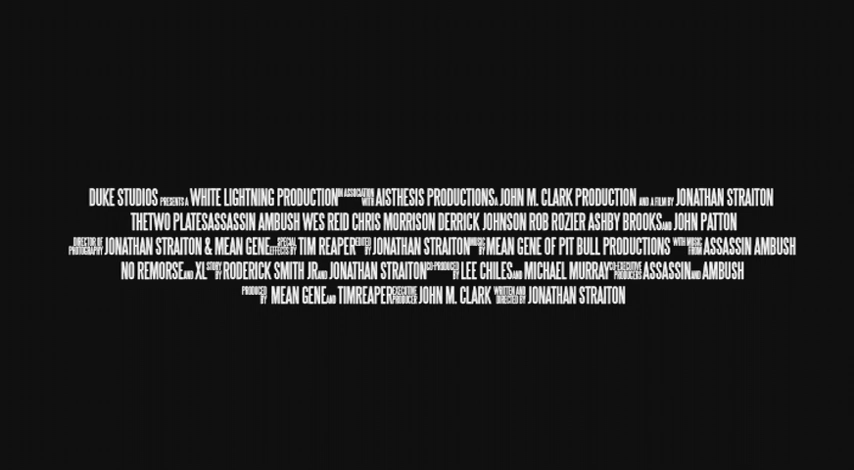 DUKE STUDIOS PRESENTS A WHITE LIGHTNING PRODUCTION IN ASSOCIATION WITH AISTHESIS PRODUCTIONS A JOHN M. CLARK PRODUCTION AND A FILM BY JONATHAN STRAITON
THETWO PLATESASSASSIN AMBUSH WES REID CHRIS MORRISON DERRICK JOHNSON ROB ROZIER ASHBY BROOKS AND JOHN PATTON
DIRECTOR OF PHOTOGRAPHY JONATHAN STRAITON & MEAN GENE SPECIAL EFFECTS BY TIM REAPER EDITED BY JONATHAN STRAITON MUSIC BY MEAN GENE OF PIT BULL PRODUCTIONS WITH MUSIC FROM ASSASSIN AMBUSH
NO REMORSE AND XL STORY BY RODERICK SMITH JR. AND JONATHAN STRAITON CO-PRODUCED BY LEE CHILES AND MICHAEL MURRAY CO-EXECUTIVE PRODUCERS ASSASSIN AND AMBUSH
PRODUCED BY MEAN GENE AND TIMREAPER EXECUTIVE PRODUCER JOHN M. CLARK WRITTEN AND DIRECTED BY JONATHAN STRAITON